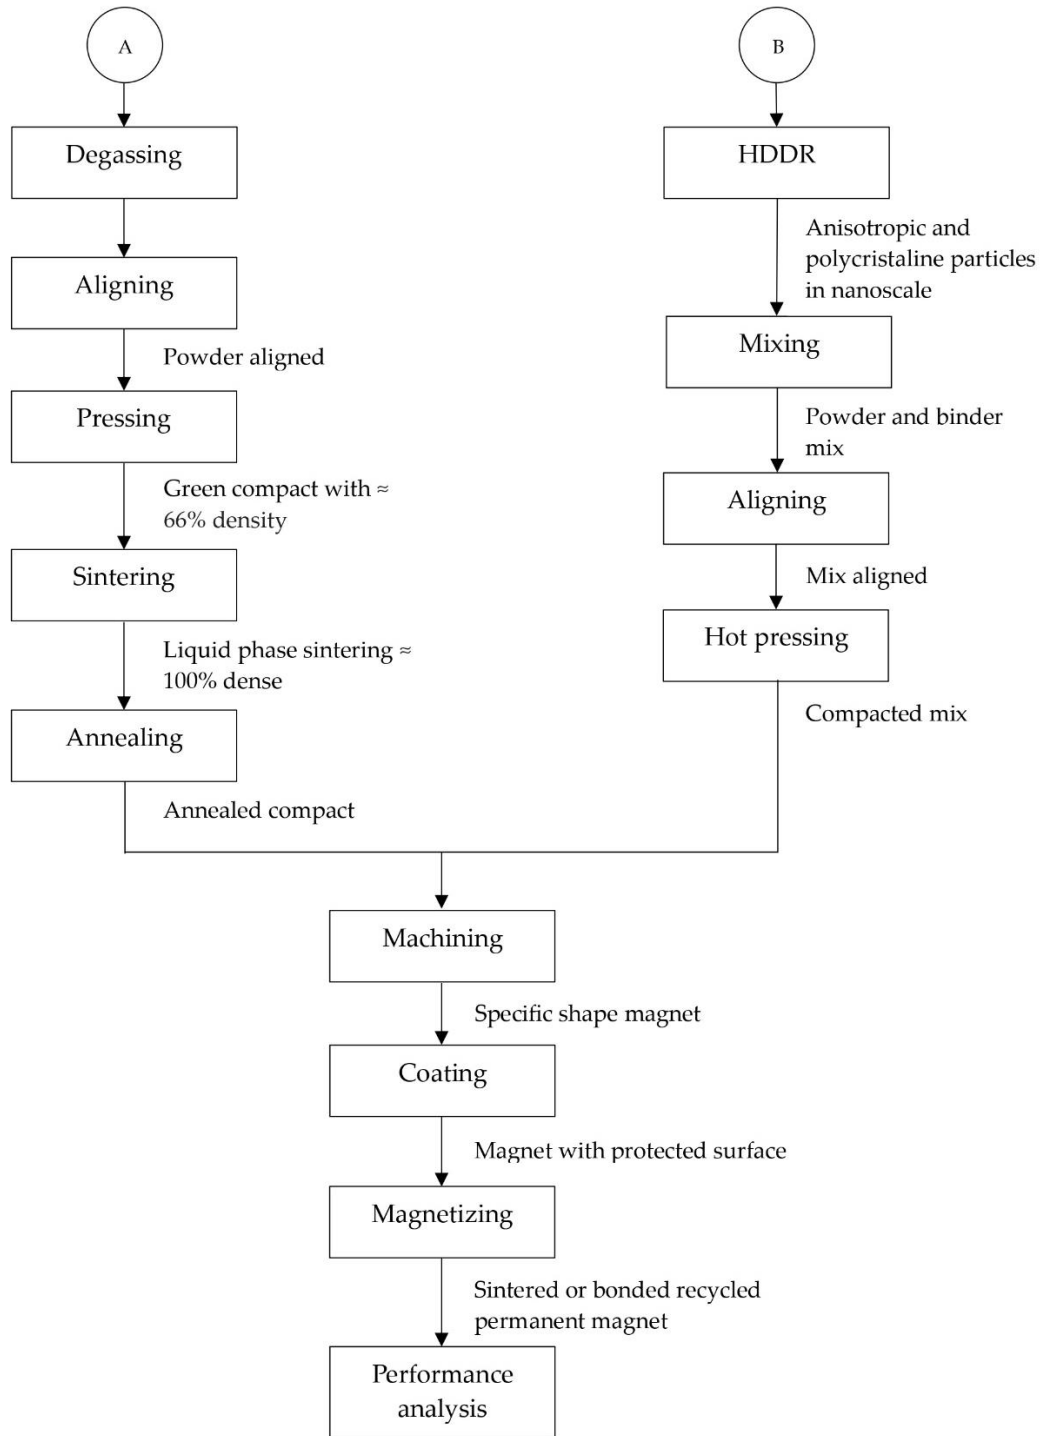 A
Degassing
Aligning
Powder aligned
Pressing
Green compact with ≈
66% density
Sintering
Liquid phase sintering ≈
100% dense
Annealing
Annealed compact
B
HDDR
Anisotropic and
polycristaline particles
in nanoscale
Mixing
Powder and binder
mix
Aligning
Mix aligned
Hot pressing
Compacted mix
Machining
Specific shape magnet
Coating
Magnet with protected surface
Magnetizing
Sintered or bonded recycled
permanent magnet
Performance
analysis